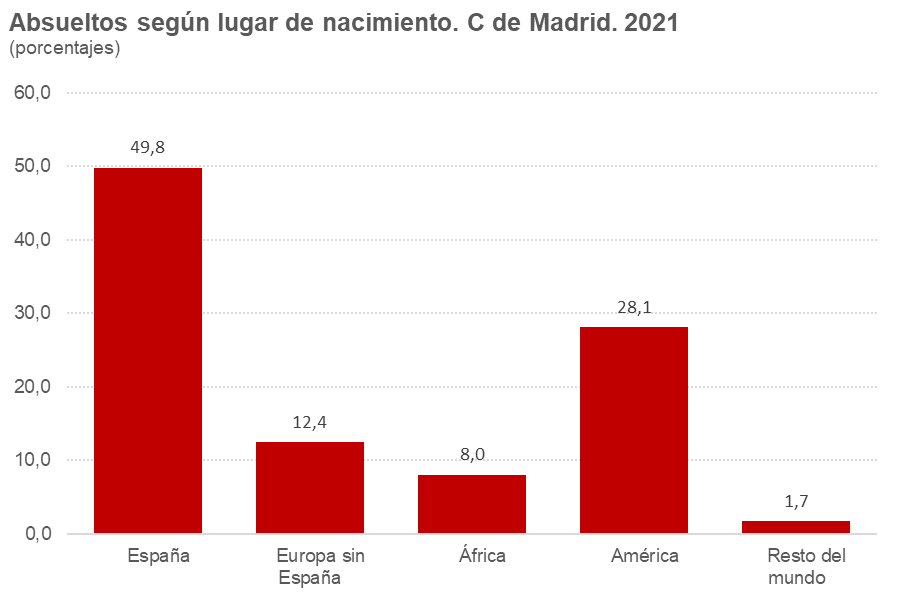 Absueltos según lugar de nacimiento. C de Madrid. 2021
(porcentajes)
60,0
50,0
40,0
30,0
20,0
10,0
0,0
49,8
12,4
8,0
28,1
1,7
España
Europa sin
España
África
América
Resto del
mundo